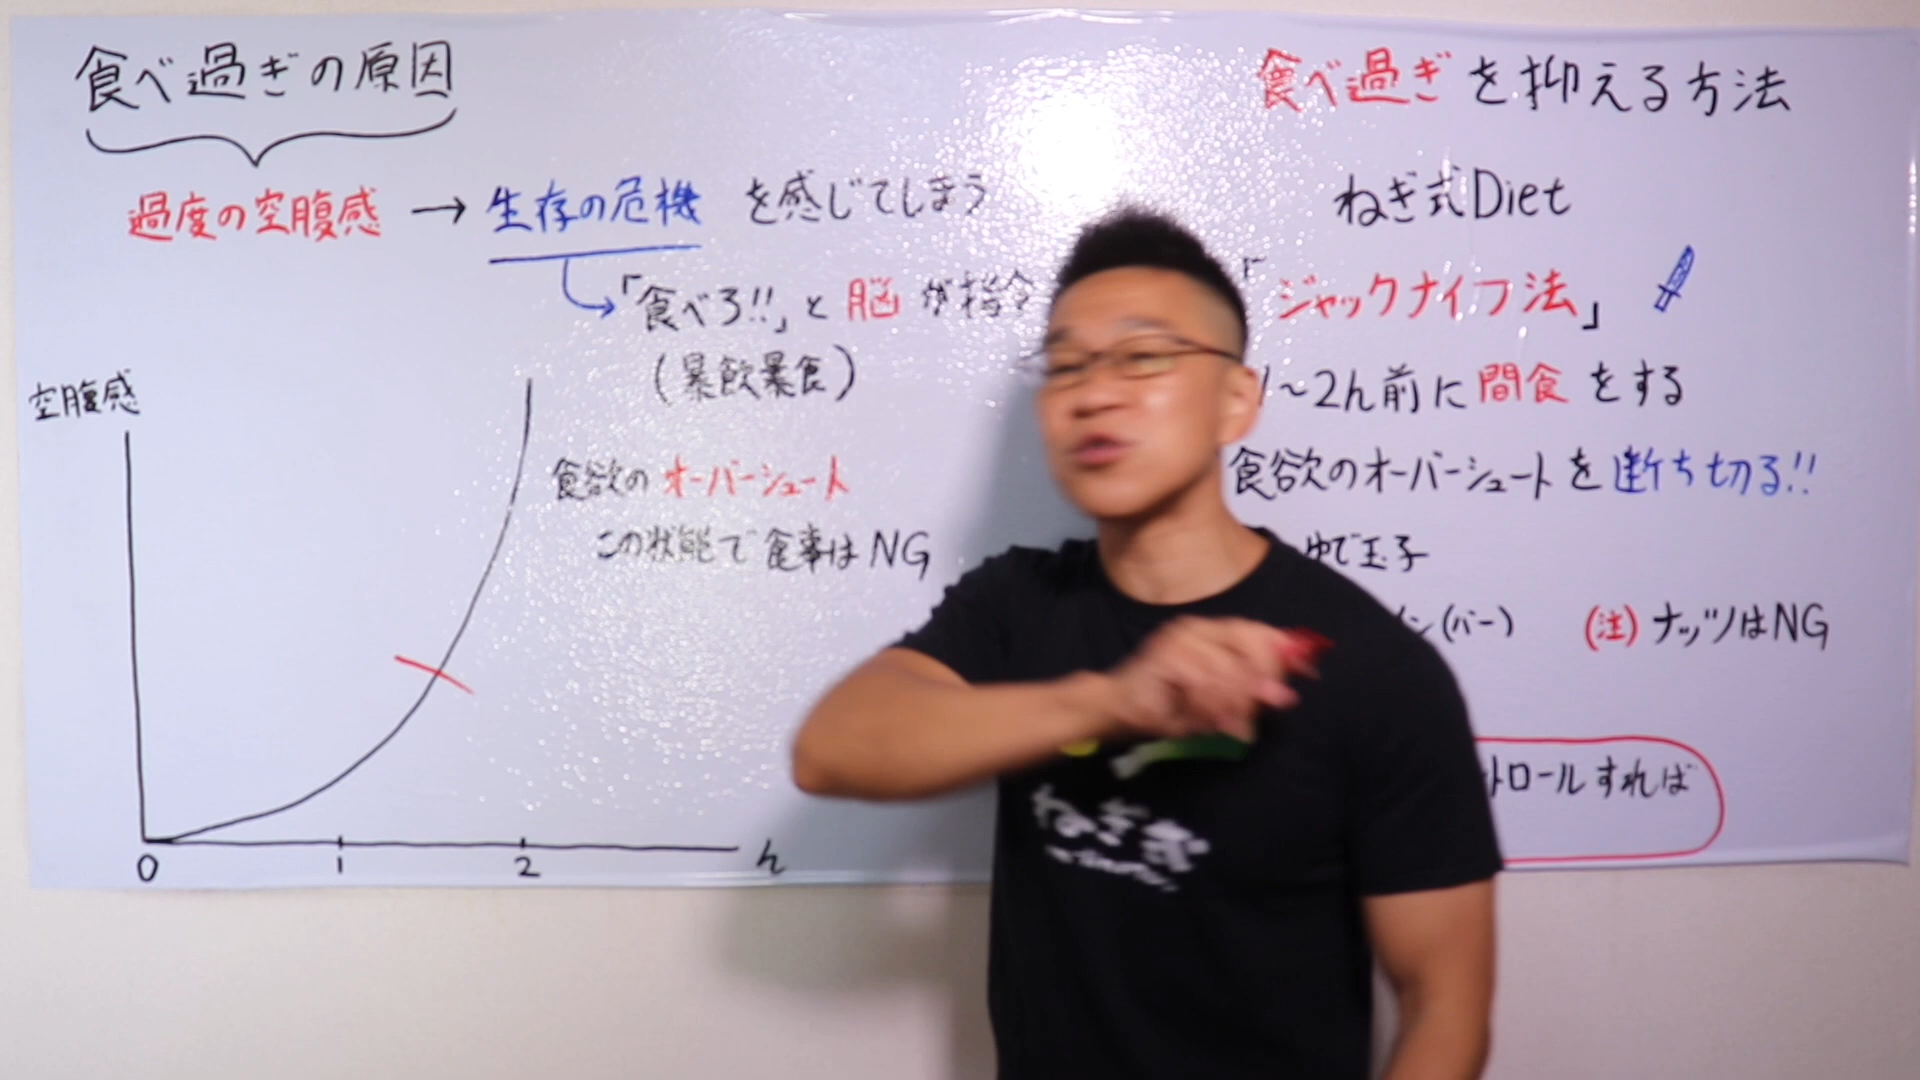 食べ過ぎの原因
過度の空腹感 → 生存の危機 を感じてしまう
「食べろ!!」と 脳 が指令
(暴飲暴食)
空腹感
食欲の オーバーシュート
この状態で食事はNG
0 1 2 h
食べ過ぎを抑える方法
ねぎ式Diet
「ジャックナイフ法」
1〜2h前に間食をする
食欲のオーバーシュートを断ち切る!!
ゆで玉子
ン(バー) (注)ナッツはNG
トロールすれば